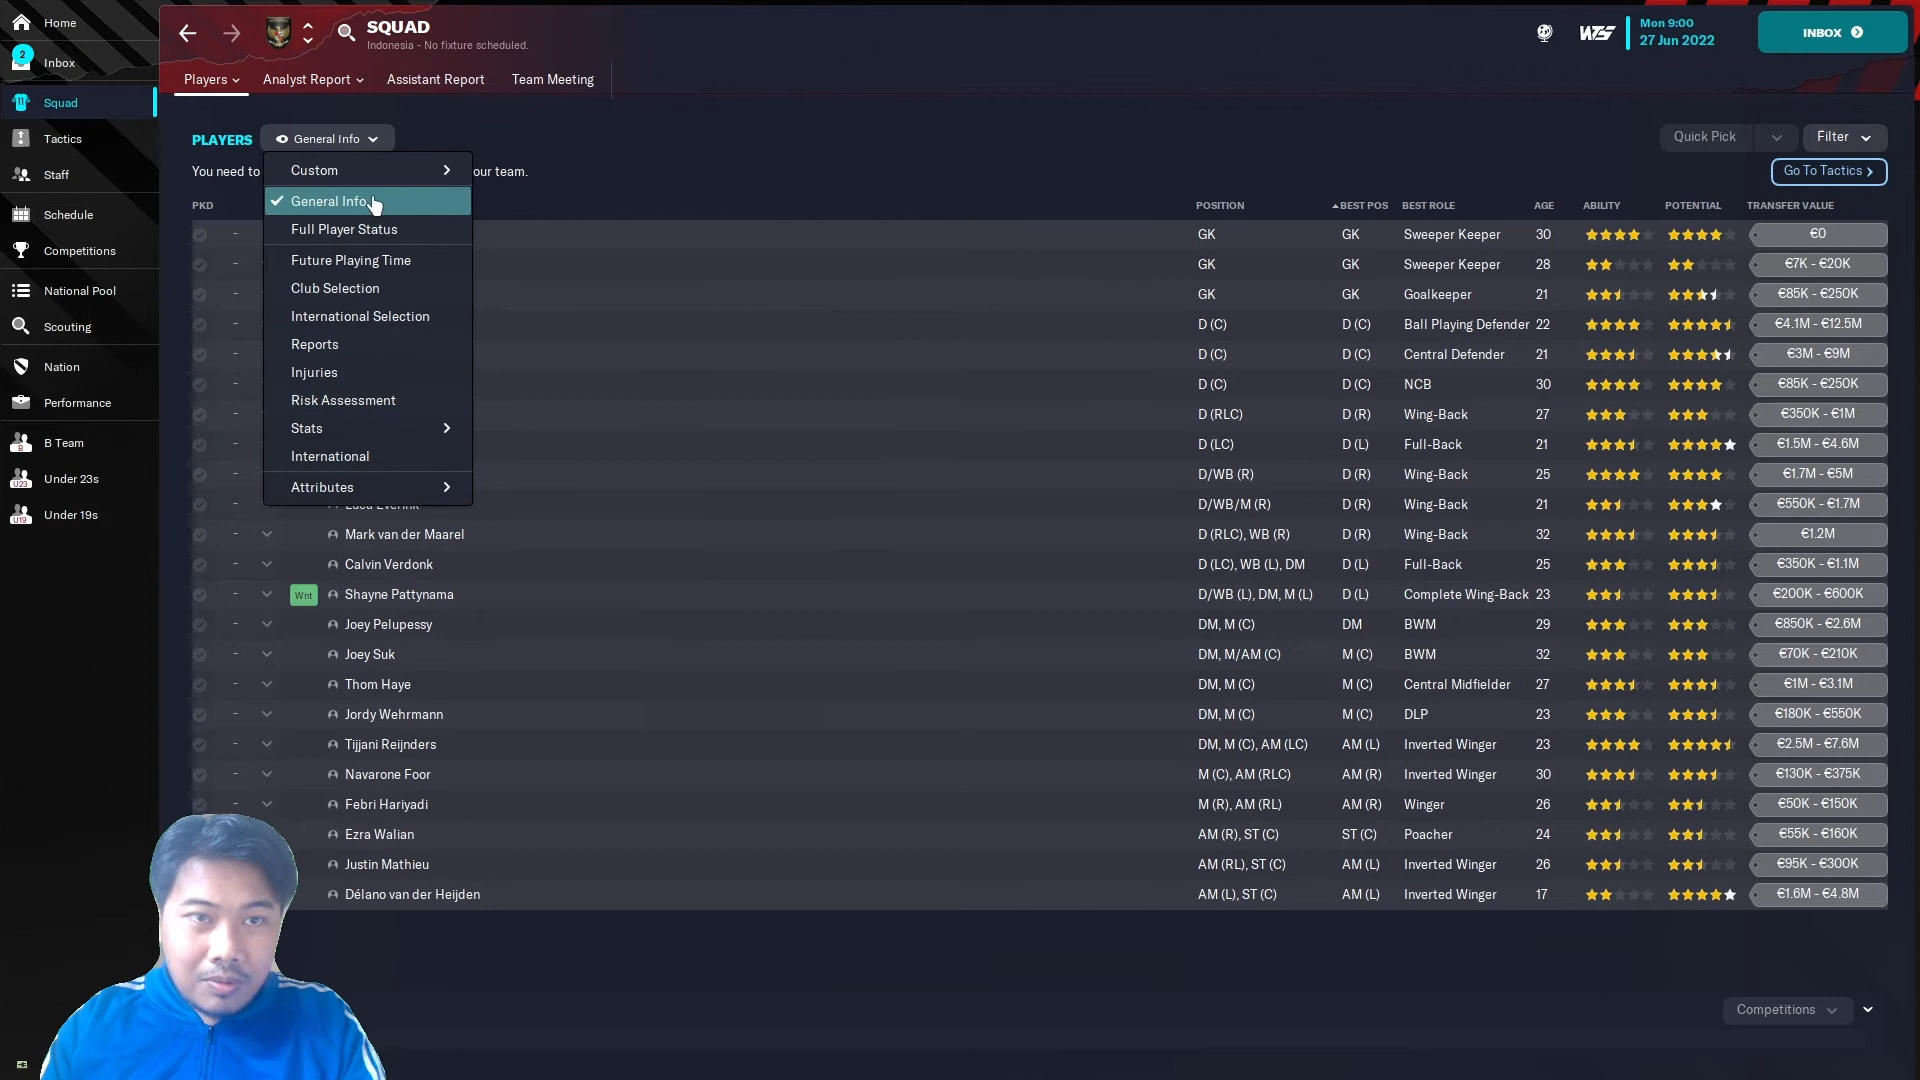 Home
2
Inbox
Squad
Tactics
Staff
Schedule
Competitions
National Pool
Scouting
Nation
Performance
B
B Team
U23
Under 23s
U19
Under 19s
SQUAD
Indonesia - No fixture scheduled.
Mon 9:00
27 Jun 2022
INBOX
Players
Analyst Report
Assistant Report
Team Meeting
PLAYERS
General Info
Quick Pick
Filter
You need to
our team.
Go To Tactics
Custom
General Info
Full Player Status
Future Playing Time
Club Selection
International Selection
Reports
Injuries
Risk Assessment
Stats
International
Attributes
PKD POSITION BEST POS BEST ROLE AGE ABILITY POTENTIAL TRANSFER VALUE
- GK GK Sweeper Keeper 30 €0
- GK GK Sweeper Keeper 28 €7K - €20K
- GK GK Goalkeeper 21 €85K - €250K
- D (C) D (C) Ball Playing Defender 22 €4.1M - €12.5M
- D (C) D (C) Central Defender 21 €3M - €9M
- D (C) D (C) NCB 30 €85K - €250K
- D (RLC) D (R) Wing-Back 27 €350K - €1M
- D (LC) D (L) Full-Back 21 €1.5M - €4.6M
- D/WB (R) D (R) Wing-Back 25 €1.7M - €5M
- D/WB/M (R) D (R) Wing-Back 21 €550K - €1.7M
- Mark van der Maarel D (RLC), WB (R) D (R) Wing-Back 32 €1.2M
- Calvin Verdonk D (LC), WB (L), DM D (L) Full-Back 25 €350K - €1.1M
- Wnt Shayne Pattynama D/WB (L), DM, M (L) D (L) Complete Wing-Back 23 €200K - €600K
- Joey Pelupessy DM, M (C) DM BWM 29 €850K - €2.6M
- Joey Suk DM, M/AM (C) M (C) BWM 32 €70K - €210K
- Thom Haye DM, M (C) M (C) Central Midfielder 27 €1M - €3.1M
- Jordy Wehrmann DM, M (C) M (C) DLP 23 €180K - €550K
- Tijjani Reijnders DM, M (C), AM (LC) AM (L) Inverted Winger 23 €2.5M - €7.6M
- Navarone Foor M (C), AM (RLC) AM (R) Inverted Winger 30 €130K - €375K
- Febri Hariyadi M (R), AM (RL) AM (R) Winger 26 €50K - €150K
Ezra Walian AM (R), ST (C) ST (C) Poacher 24 €55K - €160K
Justin Mathieu AM (RL), ST (C) AM (L) Inverted Winger 26 €95K - €300K
Délano van der Heijden AM (L), ST (C) AM (L) Inverted Winger 17 €1.6M - €4.8M
Competitions